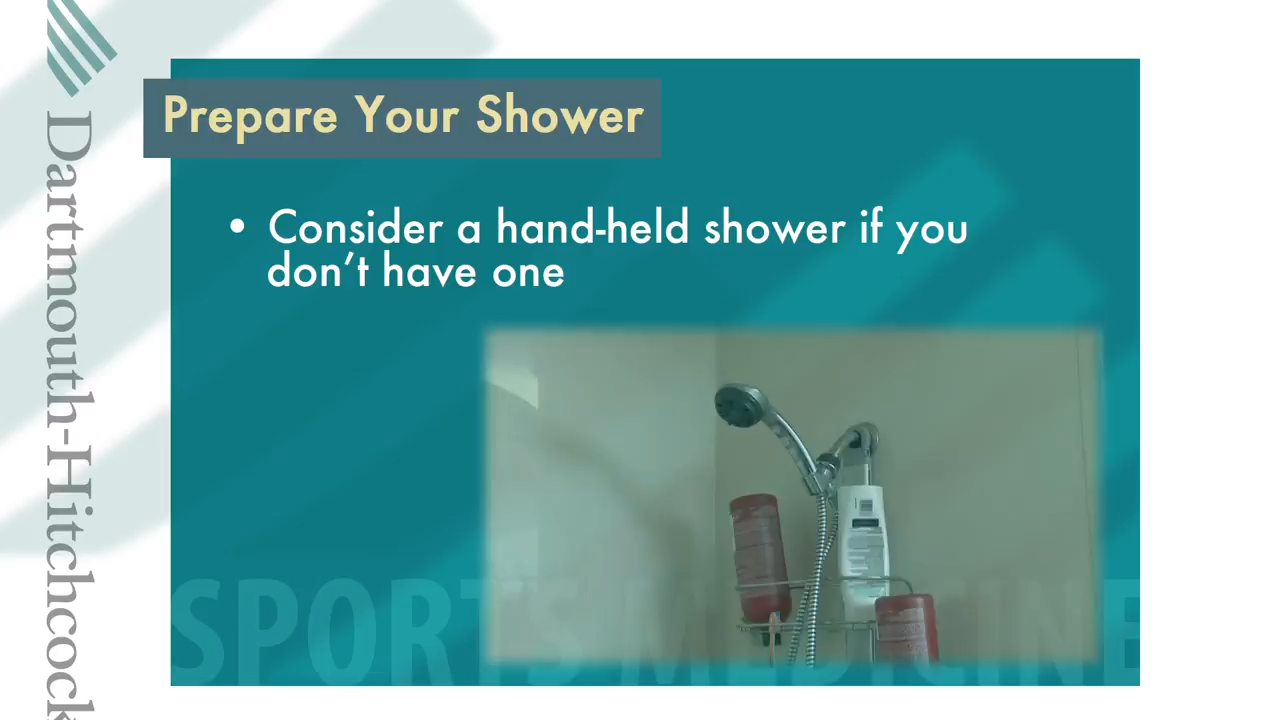 Dartmouth-Hitchcock
Prepare Your Shower
• Consider a hand-held shower if you
don’t have one
SPORTS MEDICINE